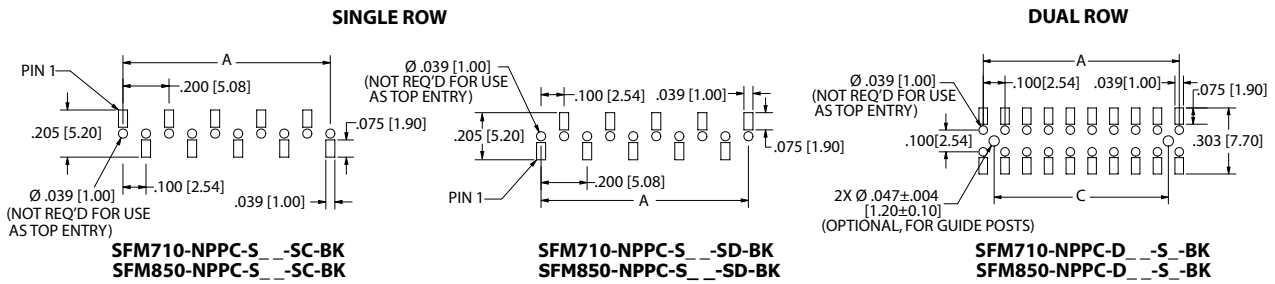 SINGLE ROW
A
PIN 1
.200 [5.08]
.205 [5.20]
.075 [1.90]
.100 [2.54]
Ø .039 [1.00]
(NOT REQ'D FOR USE
AS TOP ENTRY)
.039 [1.00]
SFM710-NPPC-S_ _-SC-BK
SFM850-NPPC-S_ _-SC-BK
Ø .039 [1.00]
(NOT REQ'D FOR USE
AS TOP ENTRY)
.100 [2.54]
.039 [1.00]
.205 [5.20]
.075 [1.90]
PIN 1
.200 [5.08]
A
SFM710-NPPC-S_ _-SD-BK
SFM850-NPPC-S_ _-SD-BK
DUAL ROW
A
Ø .039 [1.00]
(NOT REQ'D FOR USE
AS TOP ENTRY)
.100[2.54]
.039[1.00]
.075 [1.90]
.100[2.54]
.303 [7.70]
2X Ø .047±.004
[1.20±0.10]
(OPTIONAL, FOR GUIDE POSTS)
C
SFM710-NPPC-D_ _-S_-BK
SFM850-NPPC-D_ _-S_-BK